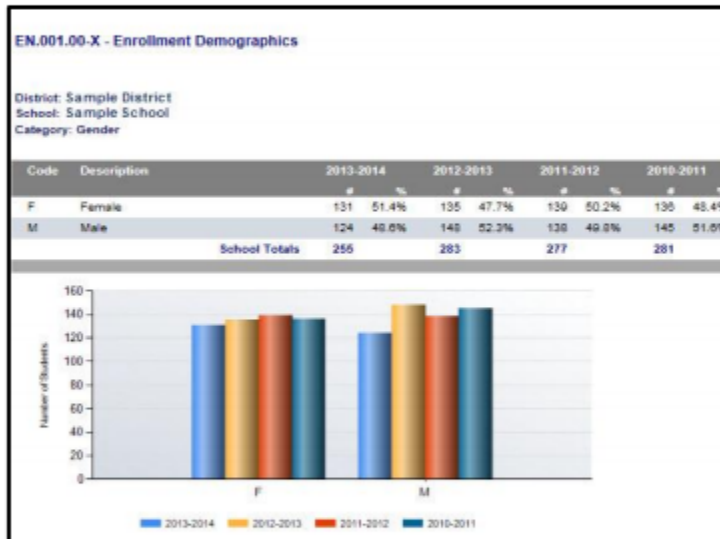 EN.001.00-X - Enrollment Demographics
District: Sample District
School: Sample School
Category: Gender
Code Description 2013-2014 2012-2013 2011-2012 2010-2011
# % # % # % #
F Female 131 51.4% 135 47.7% 139 50.2% 136 48.4%
M Male 124 48.6% 148 52.3% 138 49.8% 145 51.6%
School Totals 255 283 277 281
160
140
120
100
80
60
40
20
0
Number of Students
F M
2013-2014 2012-2013 2011-2012 2010-2011